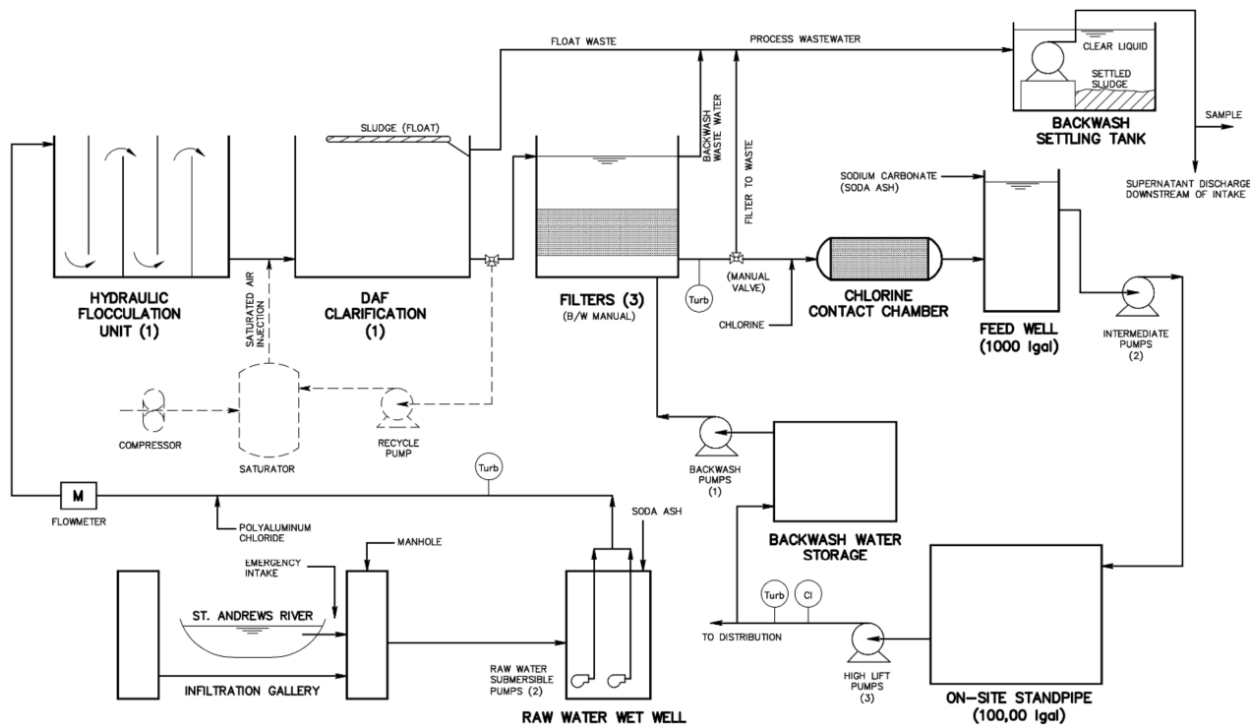 FLOAT WASTE
PROCESS WASTEWATER
CLEAR LIQUID
SETTLED
SLUDGE
BACKWASH
SETTLING TANK
SAMPLE
SUPERNATANT DISCHARGE
DOWNSTREAM OF INTAKE
SLUDGE (FLOAT)
BACKWASH
WASTE WATER
FILTER TO WASTE
SODIUM CARBONATE
(SODA ASH)
HYDRAULIC
FLOCCULATION
UNIT (1)
SATURATED AIR
INJECTION
DAF
CLARIFICATION
(1)
FILTERS (3)
(B/W MANUAL)
Turb
(MANUAL
VALVE)
CHLORINE
CHLORINE
CONTACT CHAMBER
FEED WELL
(1000 Igal)
INTERMEDIATE
PUMPS
(2)
COMPRESSOR
SATURATOR
RECYCLE
PUMP
BACKWASH
PUMPS
(1)
BACKWASH WATER
STORAGE
M
FLOWMETER
POLYALUMINUM
CHLORIDE
Turb
SODA ASH
MANHOLE
EMERGENCY
INTAKE
ST. ANDREWS RIVER
INFILTRATION GALLERY
RAW WATER
SUBMERSIBLE
PUMPS (2)
RAW WATER WET WELL
TO DISTRIBUTION
Turb
Cl
HIGH LIFT
PUMPS
(3)
ON-SITE STANDPIPE
(100,00 Igal)